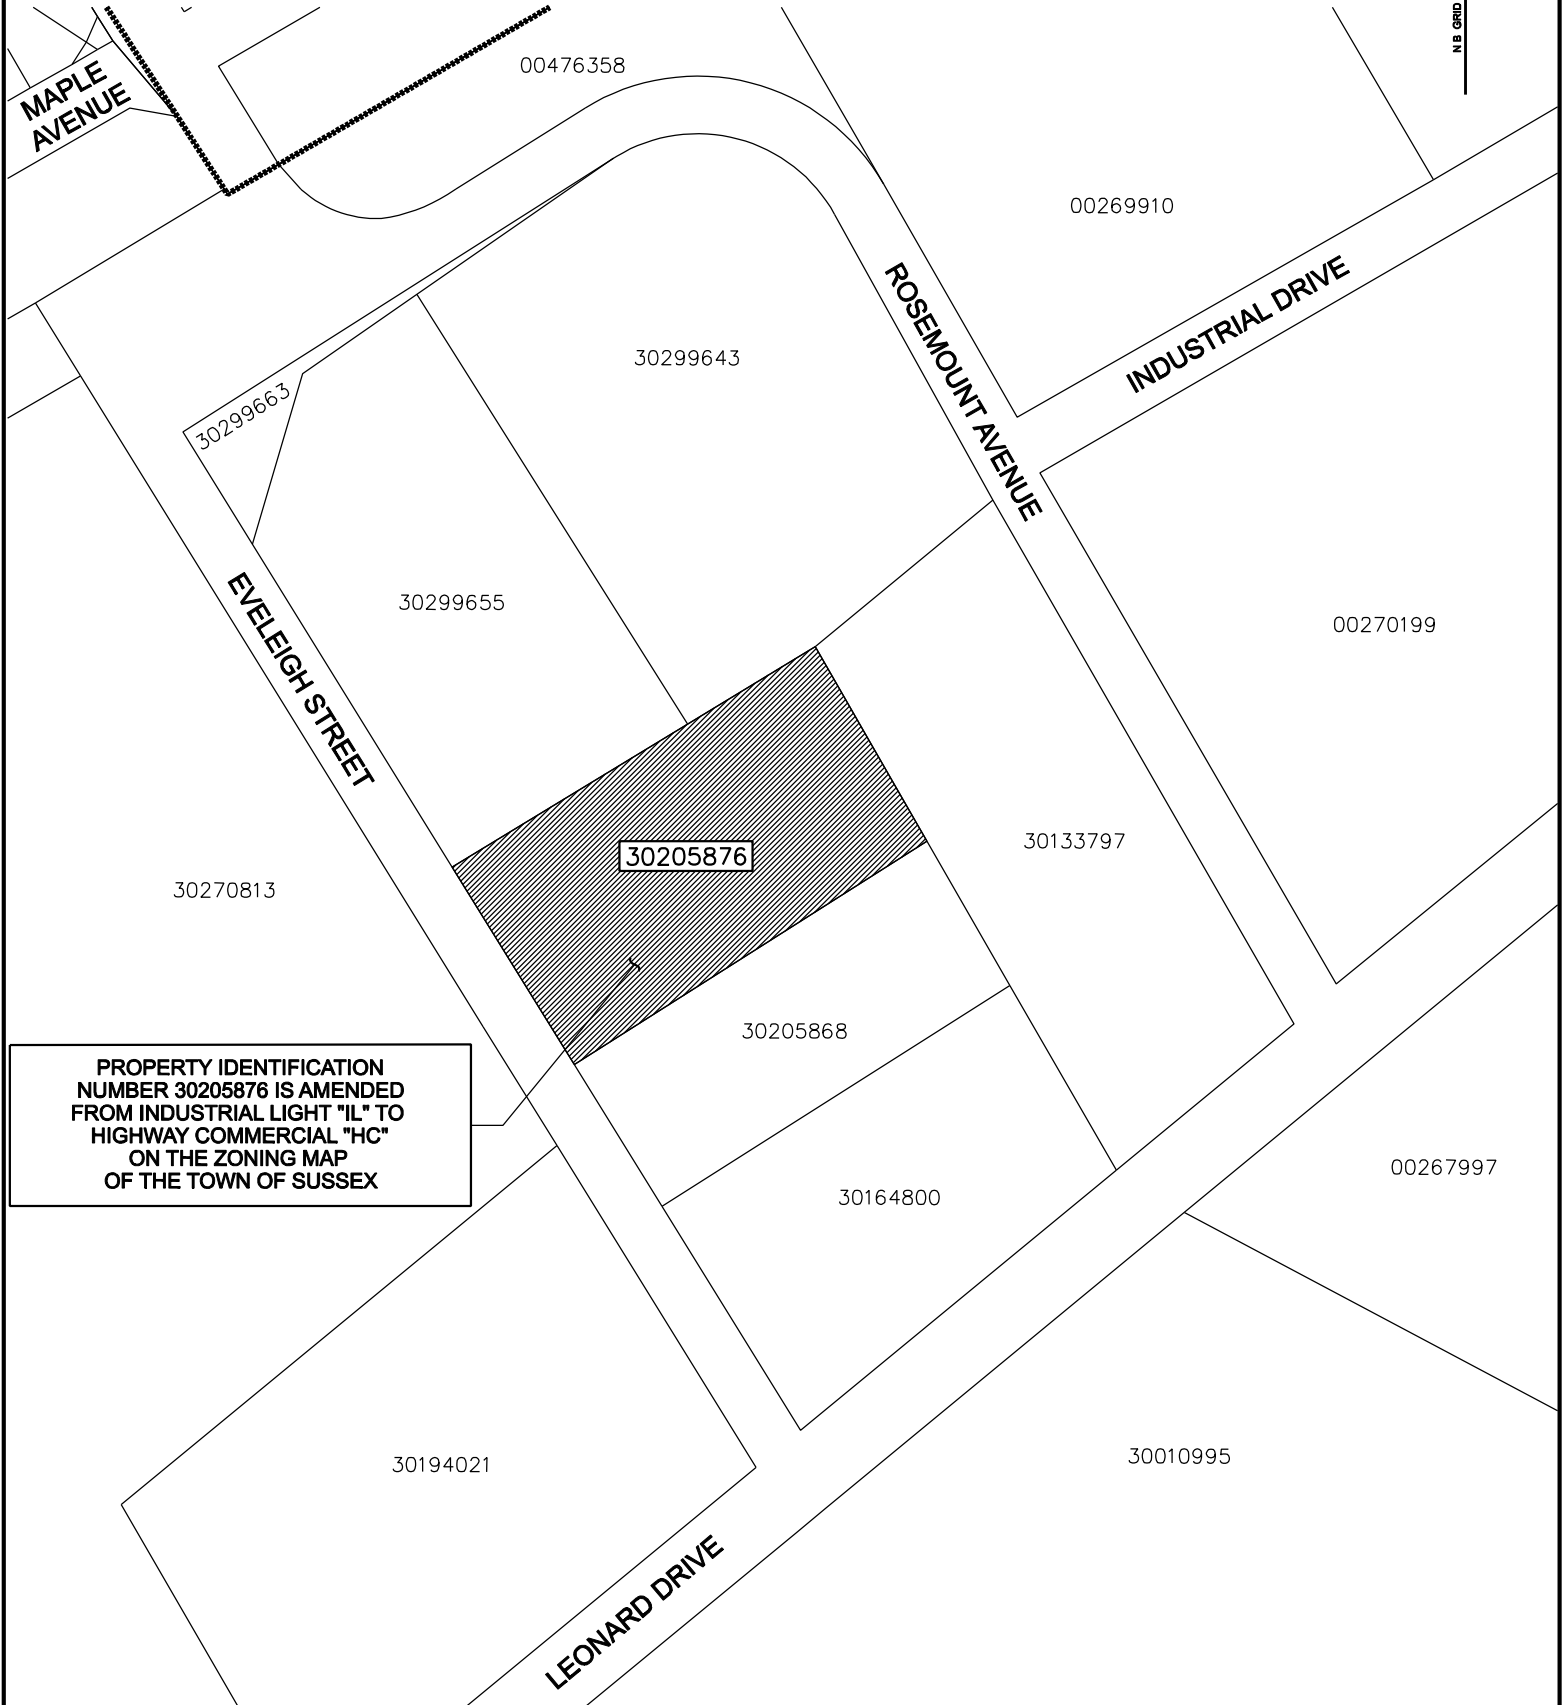 N B GRID
00476358
MAPLE
AVENUE
00269910
INDUSTRIAL DRIVE
ROSEMOUNT AVENUE
30299643
30299663
30299655
EVELEIGH STREET
00270199
30205876
30133797
30270813
30205868
PROPERTY IDENTIFICATION
NUMBER 30205876 IS AMENDED
FROM INDUSTRIAL LIGHT "IL" TO
HIGHWAY COMMERCIAL "HC"
ON THE ZONING MAP
OF THE TOWN OF SUSSEX
00267997
30164800
30194021
30010995
LEONARD DRIVE